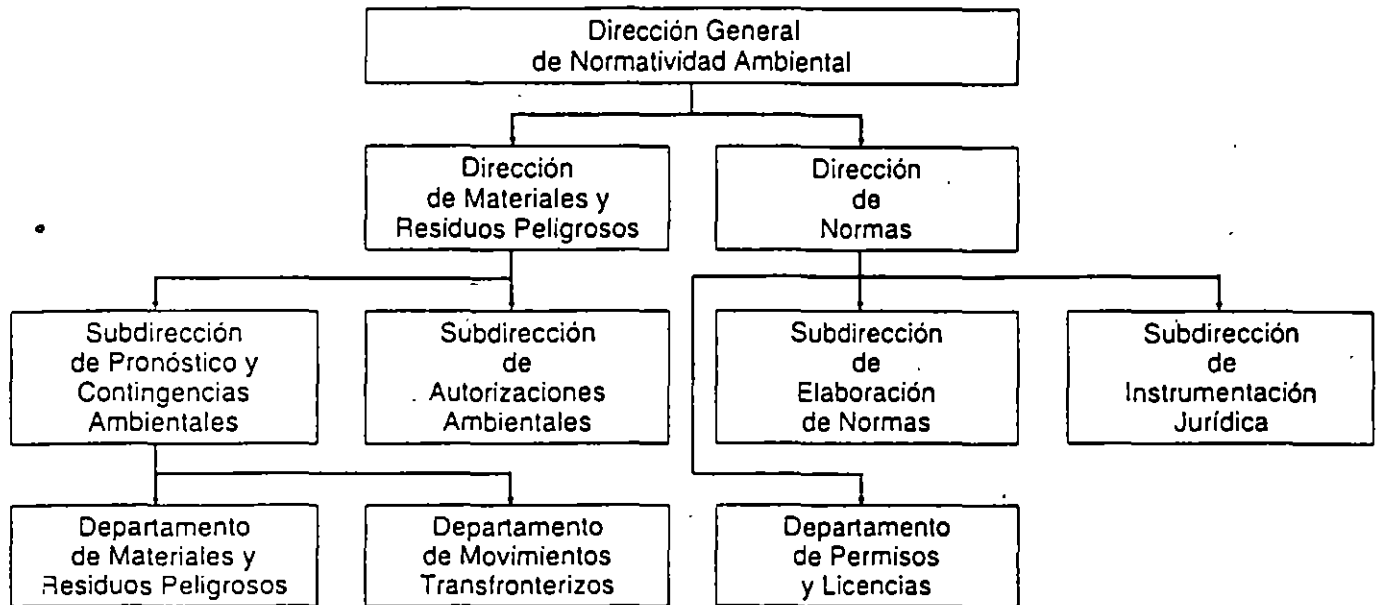 Dirección General
de Normatividad Ambiental
Dirección
de Materiales y
Residuos Peligrosos
Dirección
de
Normas
Subdirección
de Pronóstico y
Contingencias
Ambientales
Subdirección
de
Autorizaciones
Ambientales
Subdirección
de
Elaboración
de Normas
Subdirección
de
Instrumentación
Jurídica
Departamento
de Materiales y
Residuos Peligrosos
Departamento
de Movimientos
Transfronterizos
Departamento
de Permisos
y Licencias